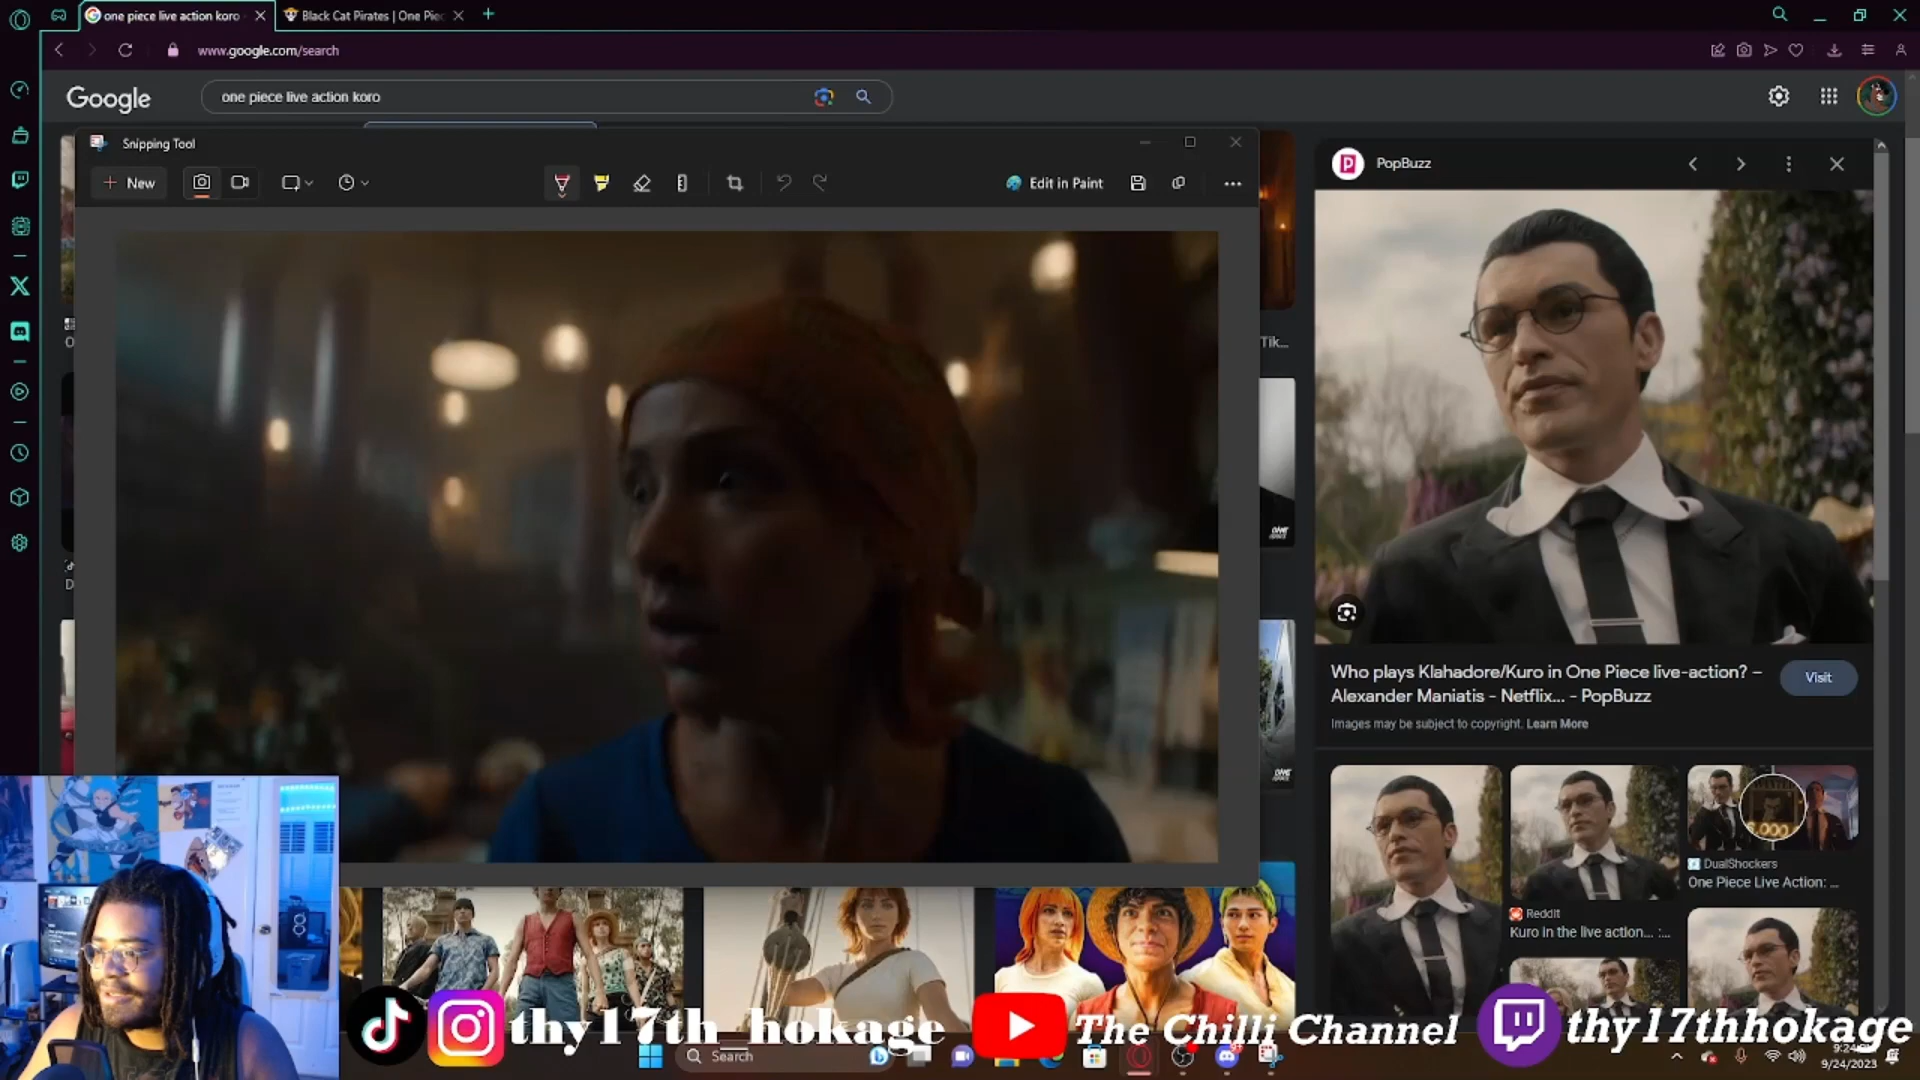 one piece live action koro
Black Cat Pirates | One Piec
www.google.com/search
Google
one piece live action koro
Snipping Tool
New
Edit in Paint
PopBuzz
Tik...
Who plays Klahadore/Kuro in One Piece live-action? –
Alexander Maniatis - Netflix... - PopBuzz
Visit
Images may be subject to copyright. Learn More
DualShockers
One Piece Live Action: ...
Reddit
Kuro in the live action... :...
thy17th_hokage
The Chilli Channel
thy17thhokage
Search
9/24/2023